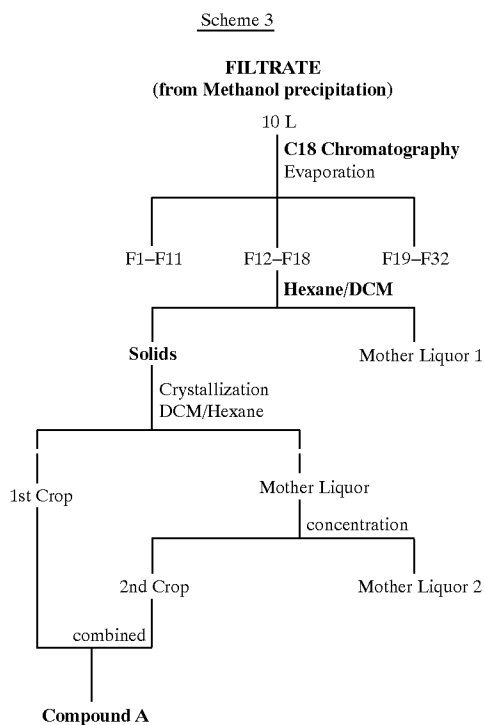 Scheme 3
FILTRATE
(from Methanol precipitation)
10 L
C18 Chromatography
Evaporation
F1–F11
F12–F18
F19–F32
Hexane/DCM
Solids
Mother Liquor 1
Crystallization
DCM/Hexane
1st Crop
Mother Liquor
concentration
2nd Crop
Mother Liquor 2
combined
Compound A